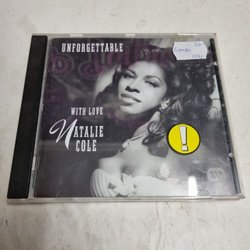 UNFORGETTABLE
WITH LOVE
NATALIE
COLE
!